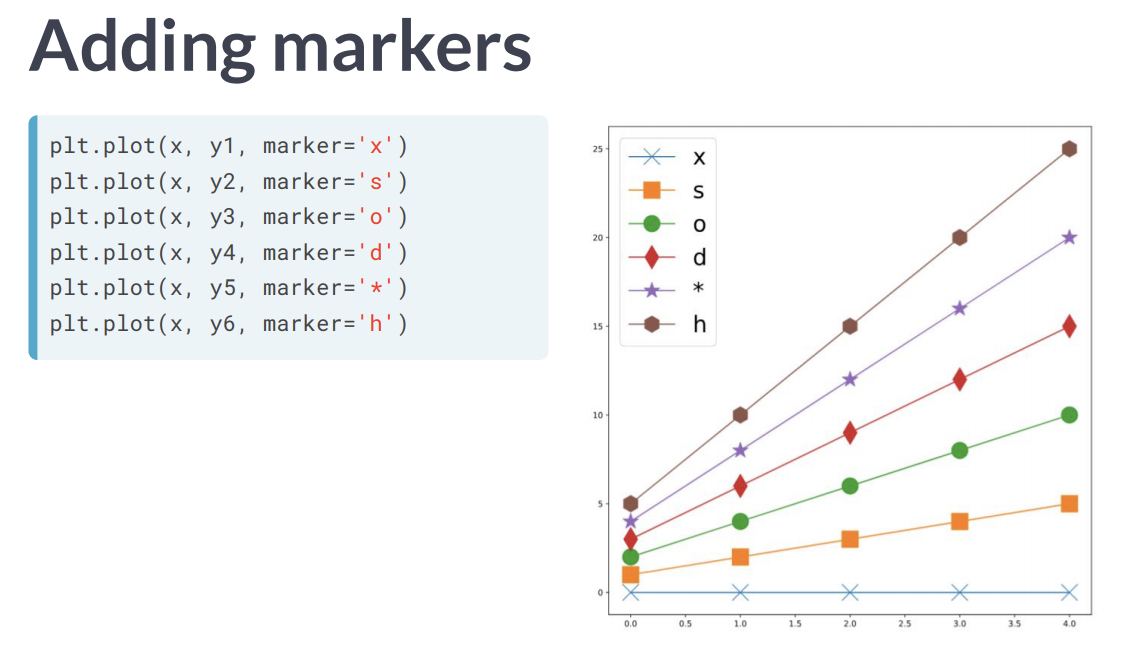 Adding markers
plt.plot(x, y1, marker='x')
plt.plot(x, y2, marker='s')
plt.plot(x, y3, marker='o')
plt.plot(x, y4, marker='d')
plt.plot(x, y5, marker='*')
plt.plot(x, y6, marker='h')
x
s
o
d
*
h
25
20
15
10
5
0
0.0 0.5 1.0 1.5 2.0 2.5 3.0 3.5 4.0